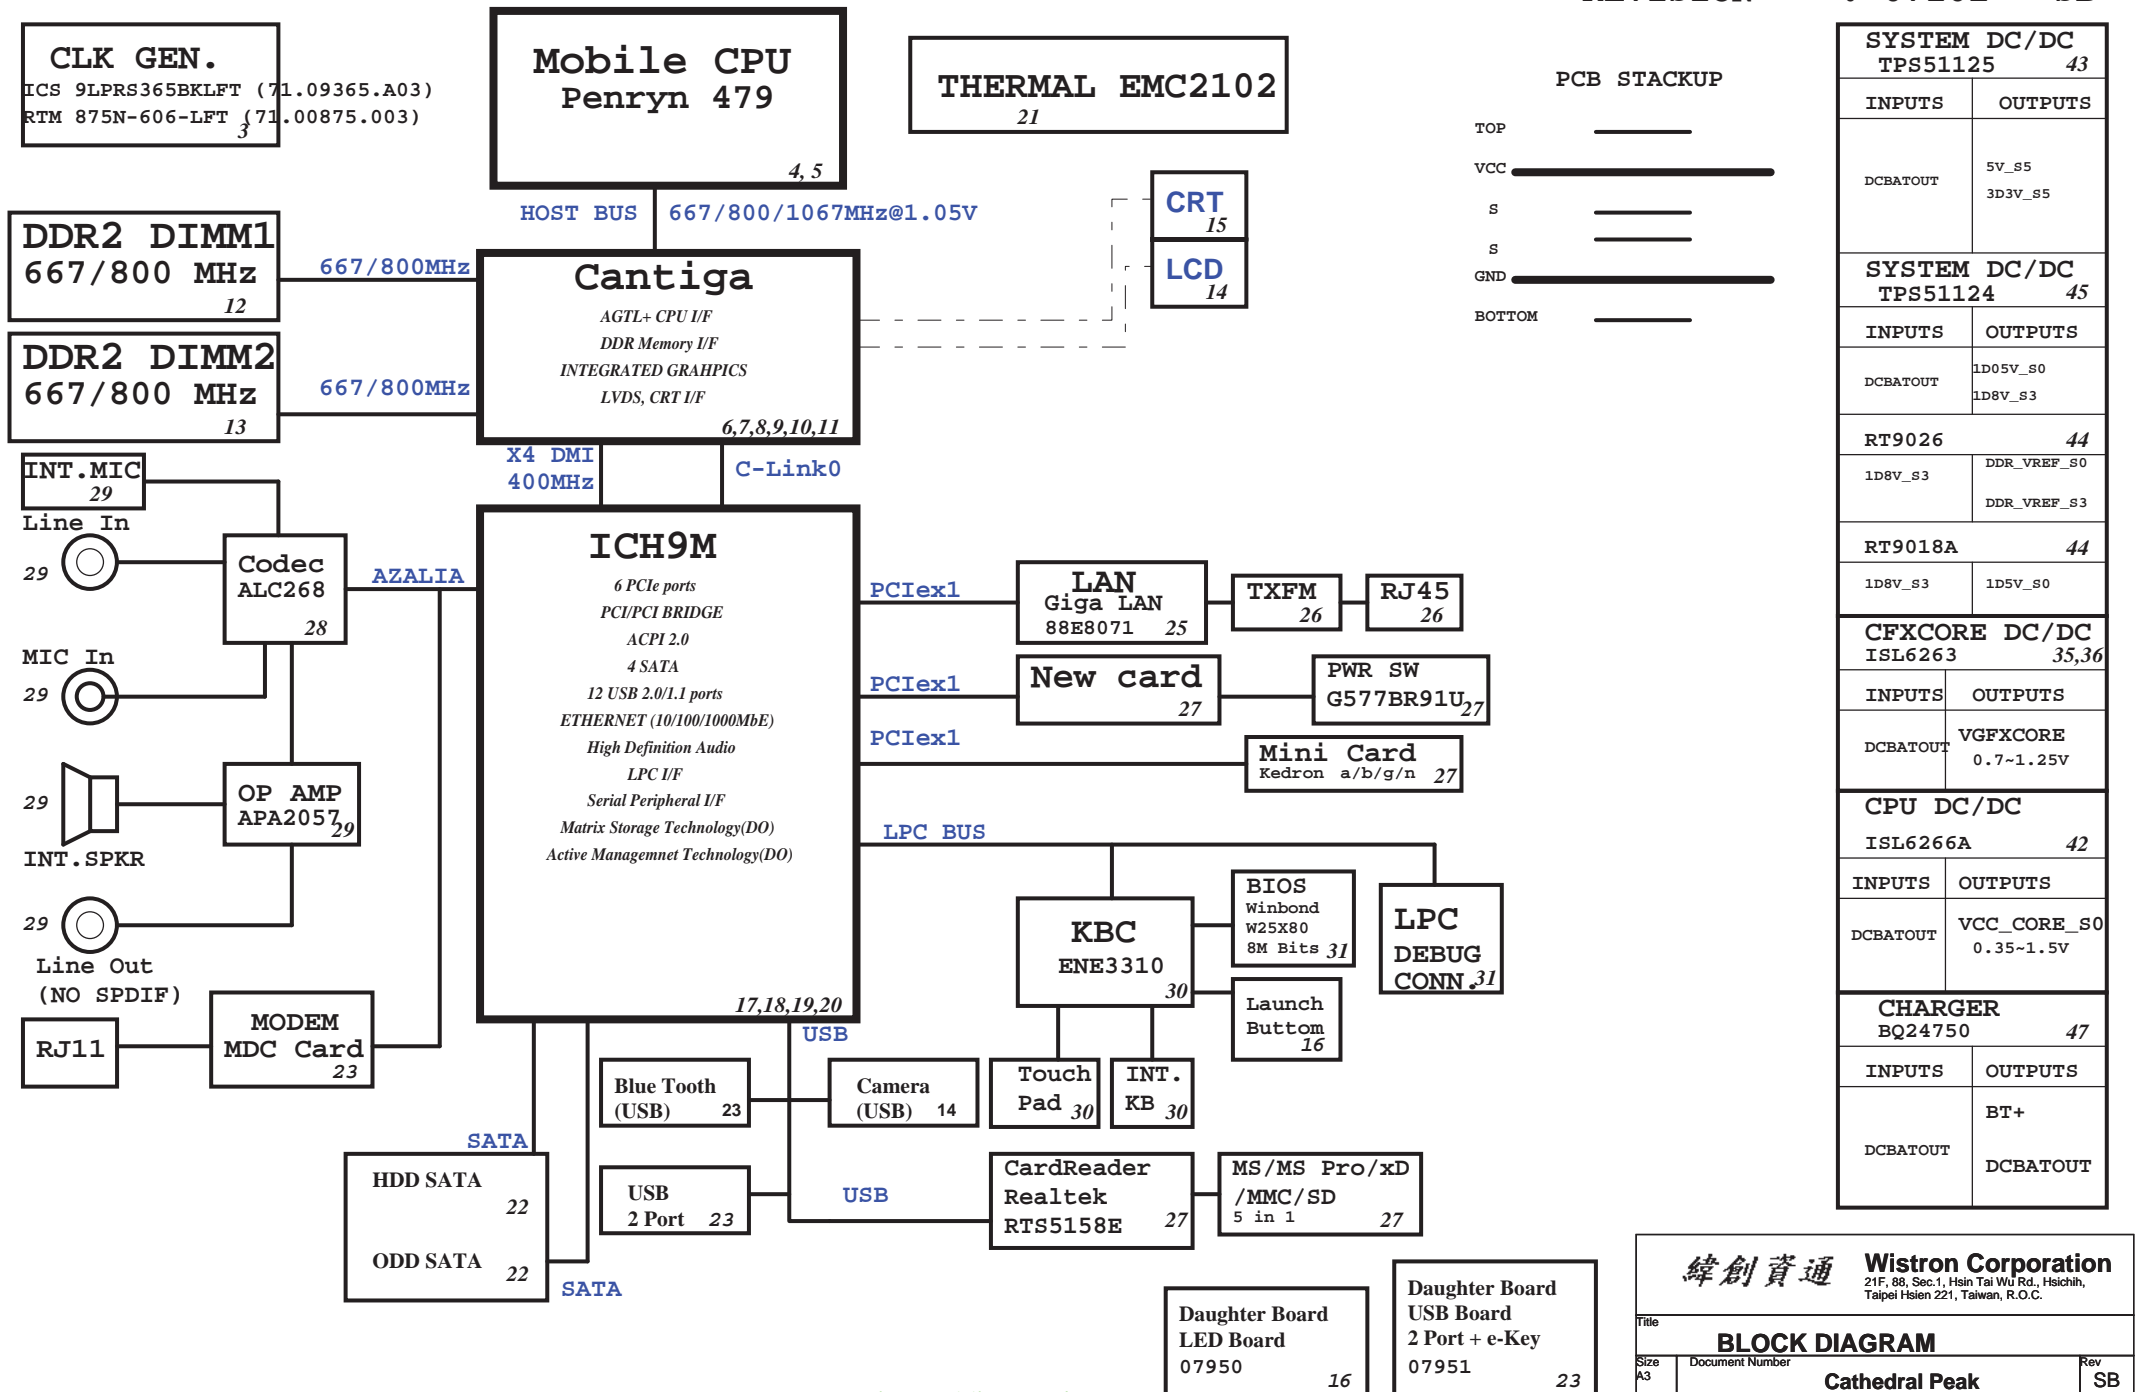 CLK GEN.
ICS 9LPRS365BKLFT (71.09365.A03)
RTM 875N-606-LFT (71.00875.003)
3
Mobile CPU
Penryn 479
4, 5
THERMAL EMC2102
21
HOST BUS
667/800/1067MHz@1.05V
CRT
15
LCD
14
DDR2 DIMM1
667/800 MHz
12
667/800MHz
DDR2 DIMM2
667/800 MHz
13
667/800MHz
Cantiga
AGTL+ CPU I/F
DDR Memory I/F
INTEGRATED GRAHPICS
LVDS, CRT I/F
6,7,8,9,10,11
X4 DMI
400MHz
C-Link0
INT.MIC
29
Line In
29
Codec
ALC268
28
AZALIA
MIC In
29
OP AMP
APA2057
29
29
INT.SPKR
29
Line Out
(NO SPDIF)
RJ11
MODEM
MDC Card
23
ICH9M
6 PCIe ports
PCI/PCI BRIDGE
ACPI 2.0
4 SATA
12 USB 2.0/1.1 ports
ETHERNET (10/100/1000MbE)
High Definition Audio
LPC I/F
Serial Peripheral I/F
Matrix Storage Technology(DO)
Active Managemnet Technology(DO)
17,18,19,20
PCIex1
LAN
Giga LAN
88E8071
25
TXFM
26
RJ45
26
PCIex1
New card
27
PWR SW
G577BR91U
27
PCIex1
Mini Card
Kedron a/b/g/n
27
LPC BUS
KBC
ENE3310
30
BIOS
Winbond
W25X80
8M Bits
31
LPC
DEBUG
CONN.
31
Launch
Buttom
16
Touch
Pad
30
INT.
KB
30
USB
Blue Tooth
(USB)
23
Camera
(USB)
14
SATA
HDD SATA
22
ODD SATA
22
SATA
USB
2 Port
23
USB
CardReader
Realtek
RTS5158E
27
MS/MS Pro/xD
/MMC/SD
5 in 1
27
Daughter Board
LED Board
07950
16
Daughter Board
USB Board
2 Port + e-Key
07951
23
PCB STACKUP
TOP
VCC
S
S
GND
BOTTOM
SYSTEM DC/DC
TPS51125
43
INPUTS
OUTPUTS
DCBATOUT
5V_S5
3D3V_S5
SYSTEM DC/DC
TPS51124
45
INPUTS
OUTPUTS
DCBATOUT
1D05V_S0
1D8V_S3
RT9026
44
1D8V_S3
DDR_VREF_S0
DDR_VREF_S3
RT9018A
44
1D8V_S3
1D5V_S0
CFXCORE DC/DC
ISL6263
35,36
INPUTS
OUTPUTS
DCBATOUT
VGFXCORE
0.7~1.25V
CPU DC/DC
ISL6266A
42
INPUTS
OUTPUTS
DCBATOUT
VCC_CORE_S0
0.35~1.5V
CHARGER
BQ24750
47
INPUTS
OUTPUTS
DCBATOUT
BT+
DCBATOUT
緯創資通
Wistron Corporation
21F, 88, Sec.1, Hsin Tai Wu Rd., Hsichih,
Taipei Hsien 221, Taiwan, R.O.C.
Title
BLOCK DIAGRAM
Size
A3
Document Number
Cathedral Peak
Rev
SB